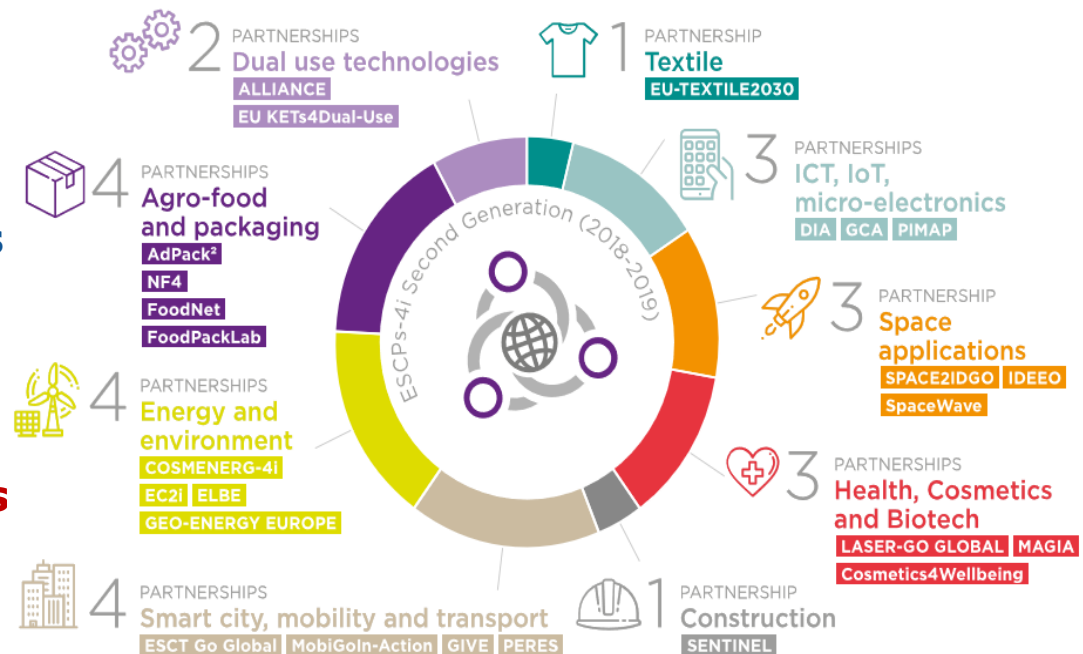 2 PARTNERSHIPS
Dual use technologies
ALLIANCE
EU KETs4Dual-Use
1 PARTNERSHIP
Textile
EU-TEXTILE2030
3 PARTNERSHIPS
ICT, IoT,
micro-electronics
DIA GCA PIMAP
4 PARTNERSHIPS
Agro-food
and packaging
AdPack²
NF4
FoodNet
FoodPackLab
s
ESCPs-4i Second Generation (2018-2019)
3 PARTNERSHIP
Space
applications
SPACE2IDGO IDEEO
SpaceWave
4 PARTNERSHIPS
Energy and
environment
COSMENERG-4i
EC2i ELBE
GEO-ENERGY EUROPE
s
3 PARTNERSHIPS
Health, Cosmetics
and Biotech
LASER-GO GLOBAL MAGIA
Cosmetics4Wellbeing
4 PARTNERSHIPS
Smart city, mobility and transport
ESCT Go Global MobiGoIn-Action GIVE PERES
1 PARTNERSHIP
Construction
SENTINEL